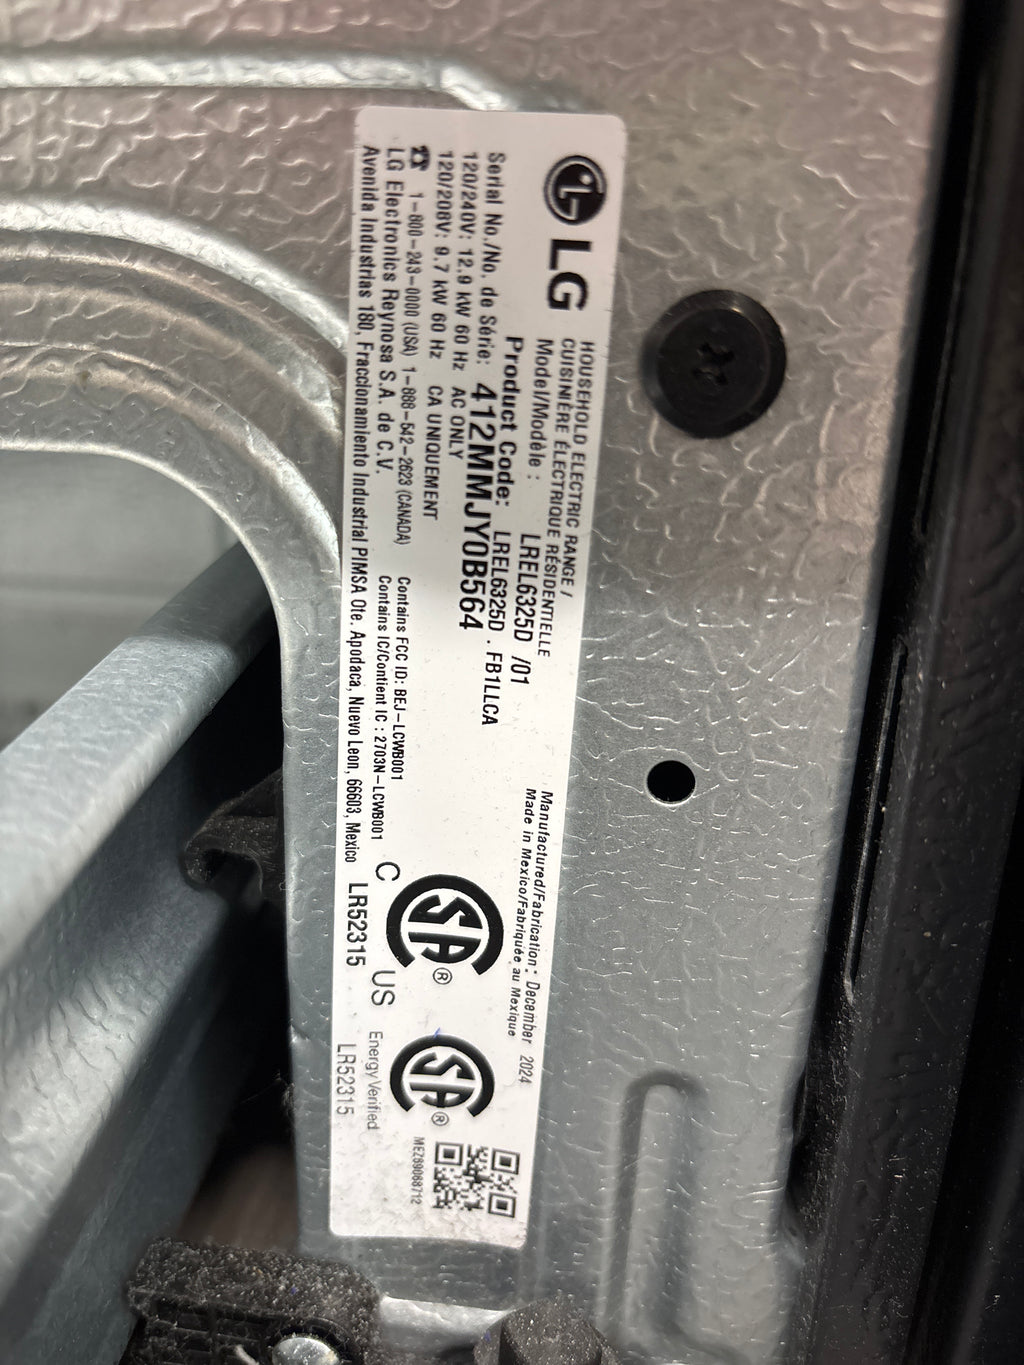 LG
HOUSEHOLD ELECTRIC RANGE /
CUISINIÈRE ÉLECTRIQUE RÉSIDENTIELLE
Model/Modèle : LREL6325D /01
Product Code: LREL6325D . FB1LLCA
Serial No./No. de Série: 412MMJY0B564
120/240V: 12.9 kW 60 Hz AC ONLY
120/208V: 9.7 kW 60 Hz CA UNIQUEMENT
☎ 1-800-243-0000 (USA) 1-888-542-2623 (CANADA)
LG Electronics Reynosa S.A. de C.V.
Avenida Industrias 180, Fraccionamiento Industrial PIMSA Ote. Apodaca, Nuevo Leon, 66603, Mexico
Contains FCC ID: BEJ-LCWB001
Contains IC/Contient IC : 2703N-LCWB001
Manufactured/Fabrication : December 2024
Made in Mexico/Fabriquée au Mexique
C SA® US
LR52315
SA®
Energy Verified
LR52315
MEZ69068712